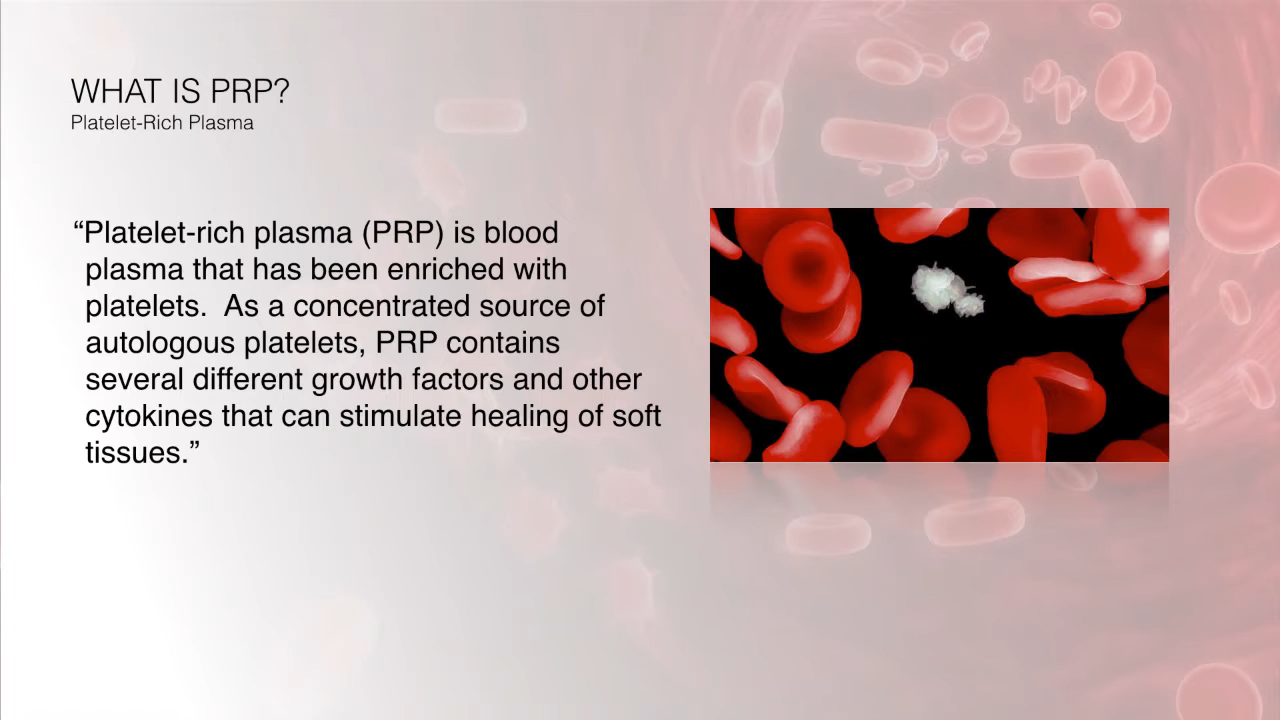 WHAT IS PRP?
Platelet-Rich Plasma
“Platelet-rich plasma (PRP) is blood
plasma that has been enriched with
platelets.  As a concentrated source of
autologous platelets, PRP contains
several different growth factors and other
cytokines that can stimulate healing of soft
tissues.”